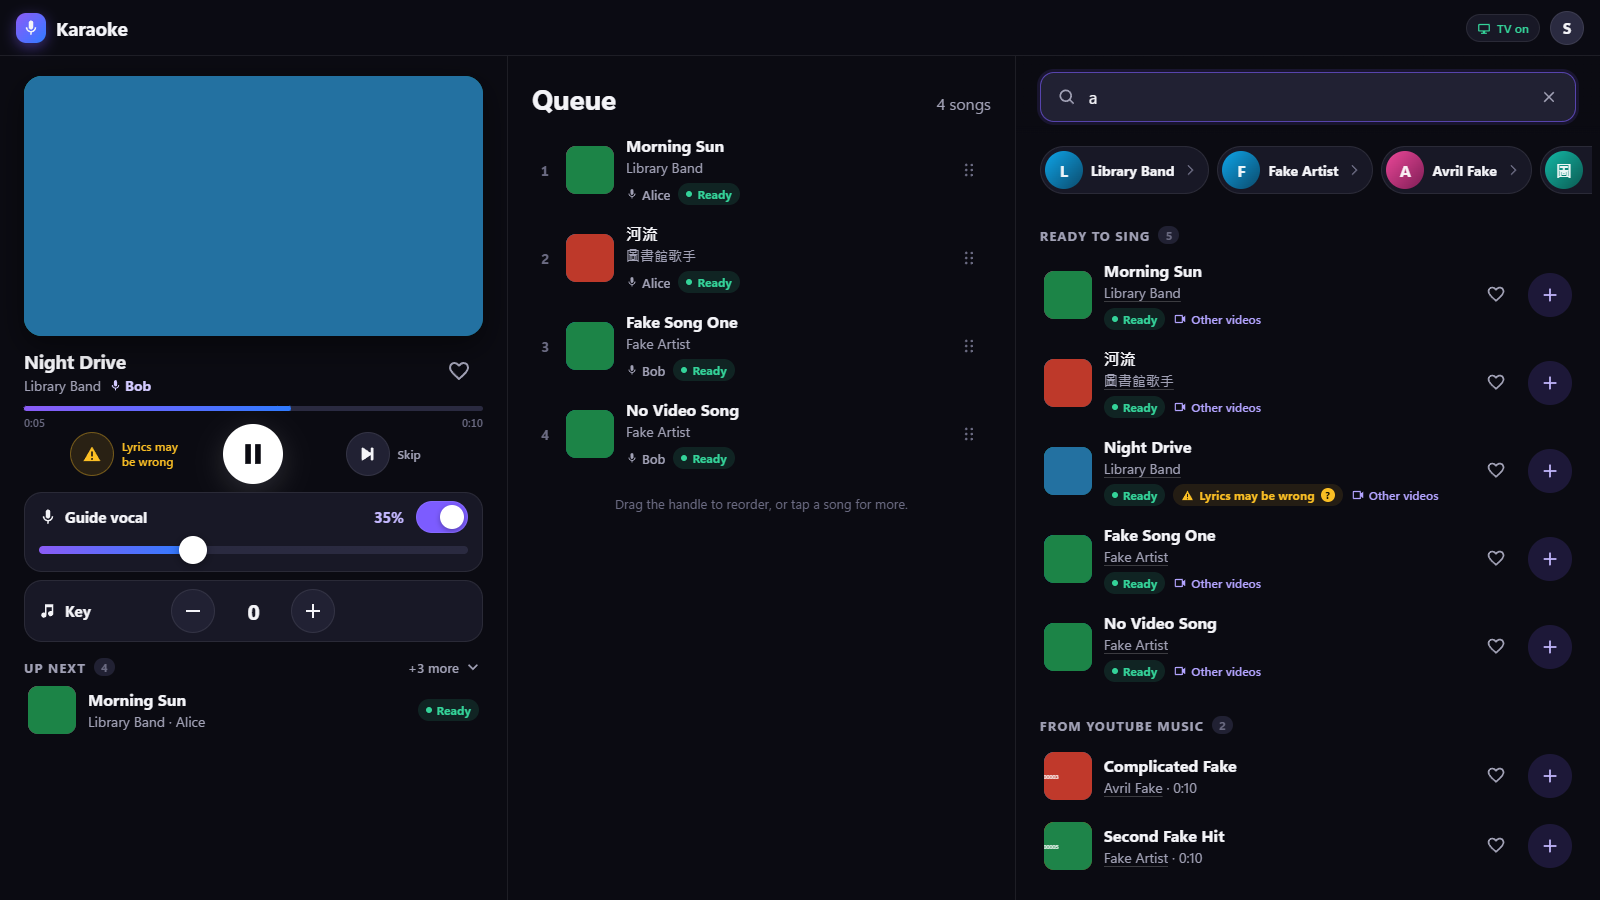 Karaoke
TV on
S
Night Drive
Library Band Bob
0:05 0:10
Lyrics may
be wrong
Skip
Guide vocal 35%
Key 0
UP NEXT 4 +3 more
Morning Sun
Library Band · Alice
Ready
Queue 4 songs
1
Morning Sun
Library Band
Alice Ready
2
河流
圖書館歌手
Alice Ready
3
Fake Song One
Fake Artist
Bob Ready
4
No Video Song
Fake Artist
Bob Ready
Drag the handle to reorder, or tap a song for more.
a
L Library Band
F Fake Artist
A Avril Fake
圖
READY TO SING 5
Morning Sun
Library Band
Ready Other videos
河流
圖書館歌手
Ready Other videos
Night Drive
Library Band
Ready Lyrics may be wrong ? Other videos
Fake Song One
Fake Artist
Ready Other videos
No Video Song
Fake Artist
Ready Other videos
FROM YOUTUBE MUSIC 2
Complicated Fake
Avril Fake · 0:10
Second Fake Hit
Fake Artist · 0:10